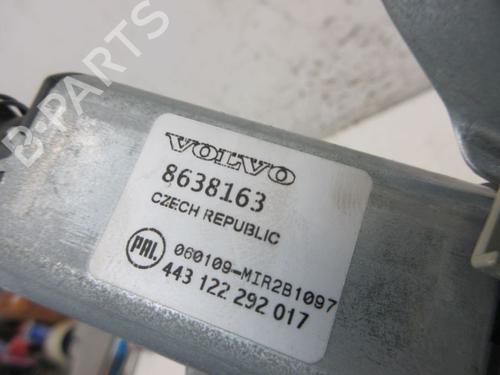 B-PARTS
VOLVO
8638163
CZECH REPUBLIC
PAL. 060109-MIR2B1097
443 122 292 017